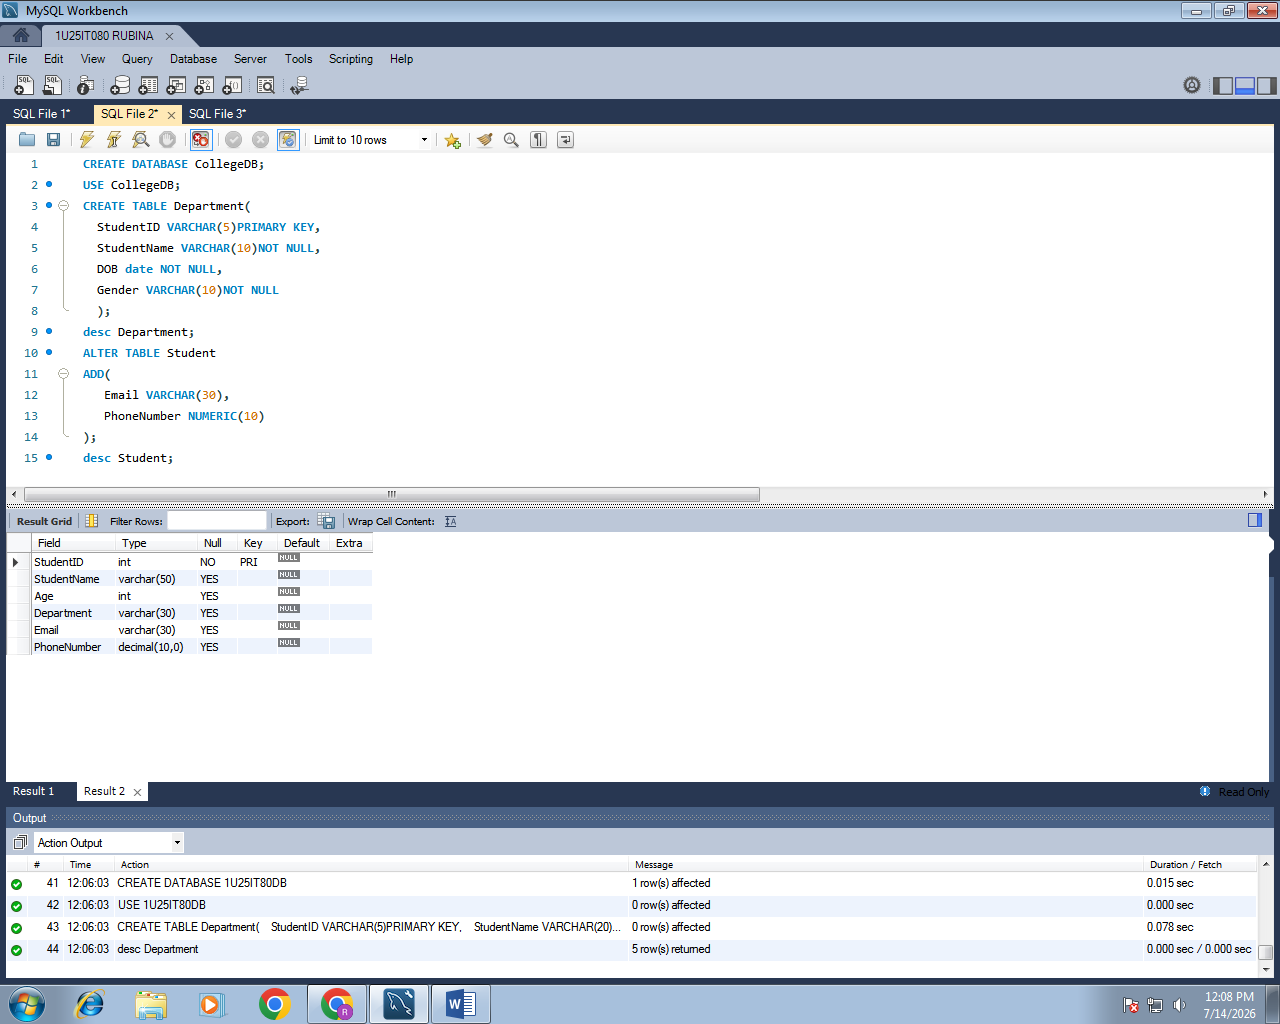 MySQL Workbench
1U25IT080 RUBINA
File Edit View Query Database Server Tools Scripting Help
SQL File 1* SQL File 2* SQL File 3*
Limit to 10 rows
1 CREATE DATABASE CollegeDB;
2 USE CollegeDB;
3 CREATE TABLE Department(
4 StudentID VARCHAR(5)PRIMARY KEY,
5 StudentName VARCHAR(10)NOT NULL,
6 DOB date NOT NULL,
7 Gender VARCHAR(10)NOT NULL
8 );
9 desc Department;
10 ALTER TABLE Student
11 ADD(
12 Email VARCHAR(30),
13 PhoneNumber NUMERIC(10)
14 );
15 desc Student;
Result Grid Filter Rows: Export: Wrap Cell Content:
Field Type Null Key Default Extra
StudentID int NO PRI NULL
StudentName varchar(50) YES NULL
Age int YES NULL
Department varchar(30) YES NULL
Email varchar(30) YES NULL
PhoneNumber decimal(10,0) YES NULL
Result 1 Result 2 Read Only
Output
Action Output
# Time Action Message Duration / Fetch
41 12:06:03 CREATE DATABASE 1U25IT80DB 1 row(s) affected 0.015 sec
42 12:06:03 USE 1U25IT80DB 0 row(s) affected 0.000 sec
43 12:06:03 CREATE TABLE Department( StudentID VARCHAR(5)PRIMARY KEY, StudentName VARCHAR(20)... 0 row(s) affected 0.078 sec
44 12:06:03 desc Department 5 row(s) returned 0.000 sec / 0.000 sec
12:08 PM
7/14/2026